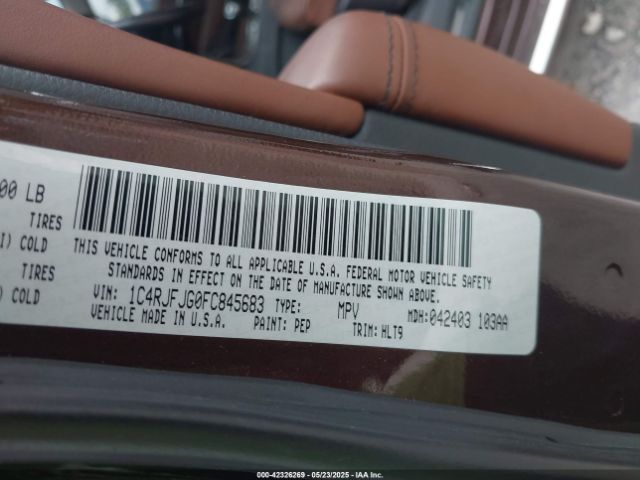 00 LB
TIRES
I) COLD
TIRES
) COLD
THIS VEHICLE CONFORMS TO ALL APPLICABLE U.S.A. FEDERAL MOTOR VEHICLE SAFETY
STANDARDS IN EFFECT ON THE DATE OF MANUFACTURE SHOWN ABOVE.
VIN: 1C4RJFJG0FC845683 TYPE: MPV MDH:042403 103AA
VEHICLE MADE IN U.S.A. PAINT: PEP TRIM: HLT9
000-42326269 - 05/23/2025 - IAA Inc.